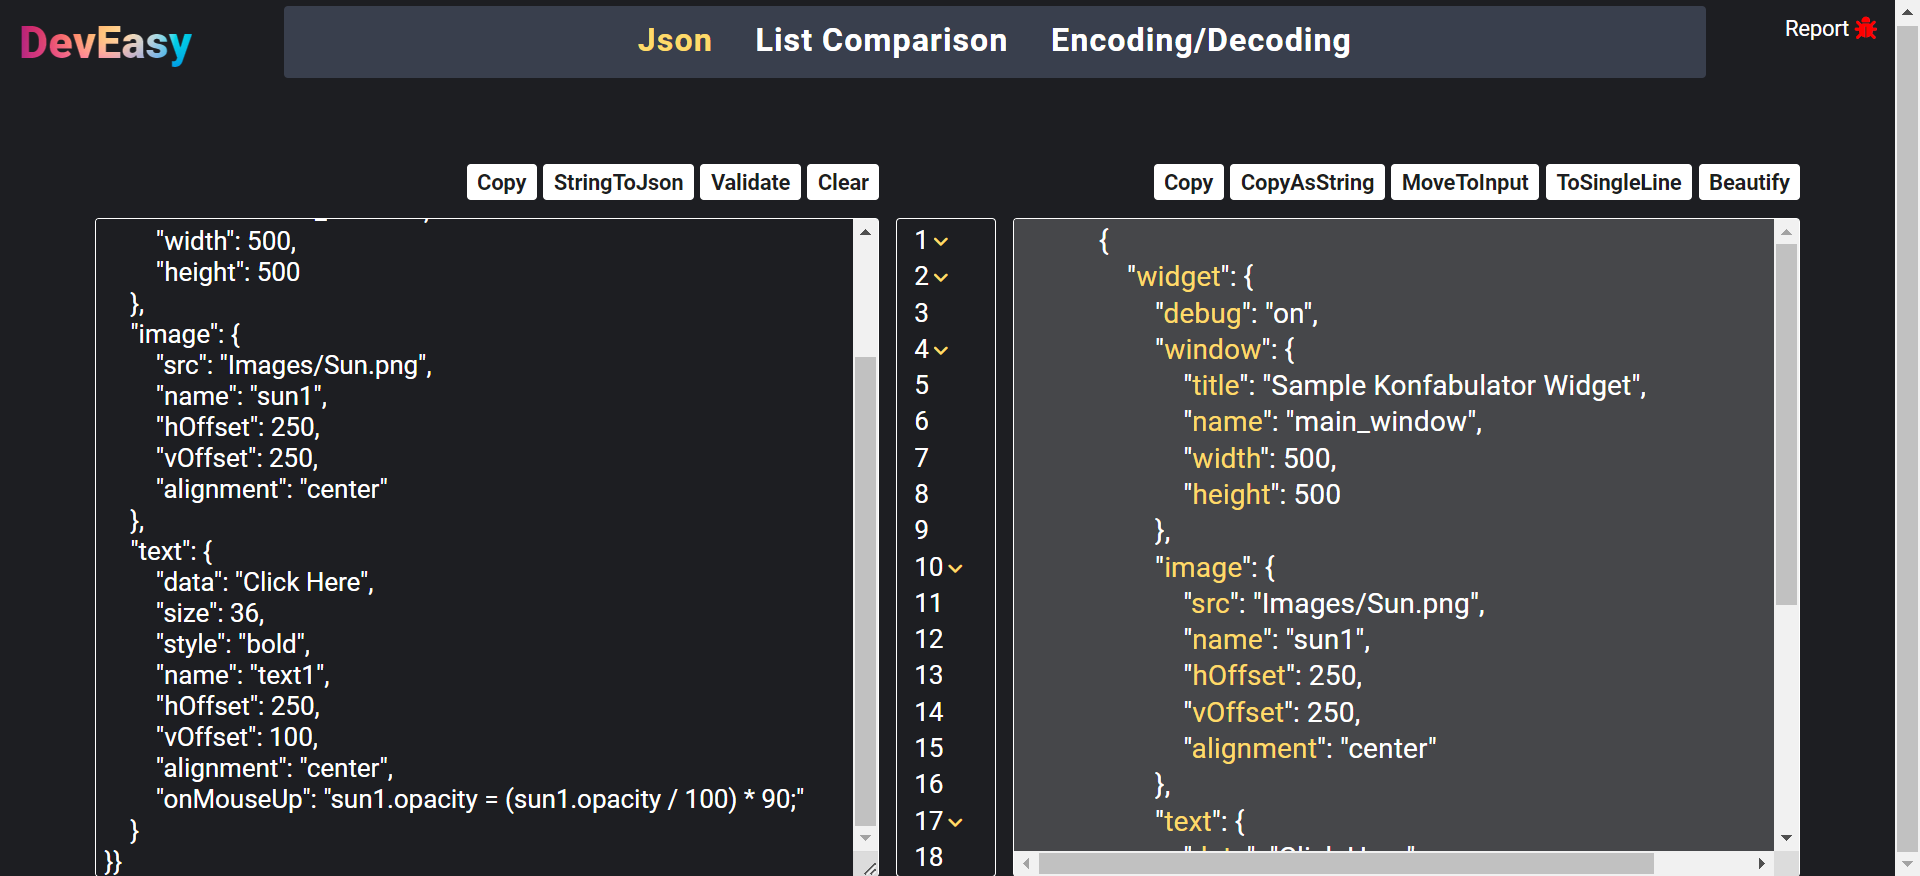 DevEasy
Json List Comparison Encoding/Decoding
Report
Copy StringToJson Validate Clear
"width": 500,
"height": 500
},
"image": {
"src": "Images/Sun.png",
"name": "sun1",
"hOffset": 250,
"vOffset": 250,
"alignment": "center"
},
"text": {
"data": "Click Here",
"size": 36,
"style": "bold",
"name": "text1",
"hOffset": 250,
"vOffset": 100,
"alignment": "center",
"onMouseUp": "sun1.opacity = (sun1.opacity / 100) * 90;"
}
}}
1
2
3
4
5
6
7
8
9
10
11
12
13
14
15
16
17
18
Copy CopyAsString MoveToInput ToSingleLine Beautify
{
"widget": {
"debug": "on",
"window": {
"title": "Sample Konfabulator Widget",
"name": "main_window",
"width": 500,
"height": 500
},
"image": {
"src": "Images/Sun.png",
"name": "sun1",
"hOffset": 250,
"vOffset": 250,
"alignment": "center"
},
"text": {